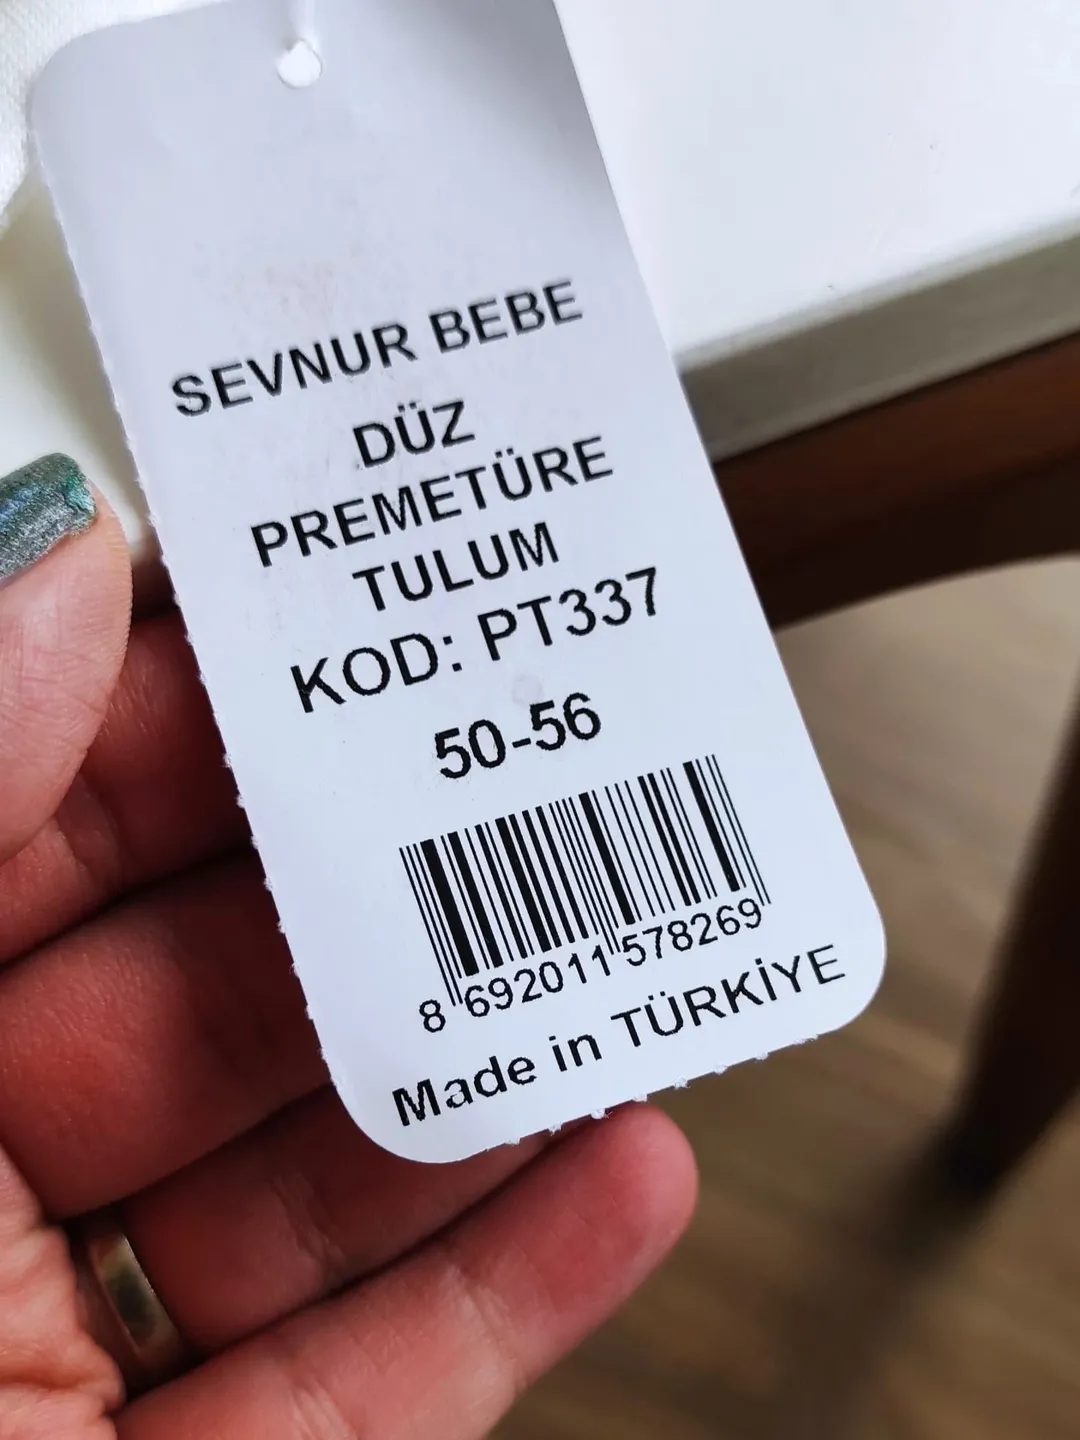 SEVNUR BEBE
DÜZ
PREMETÜRE
TULUM
KOD: PT337
50-56
8 692011 578269
Made in TÜRKİYE